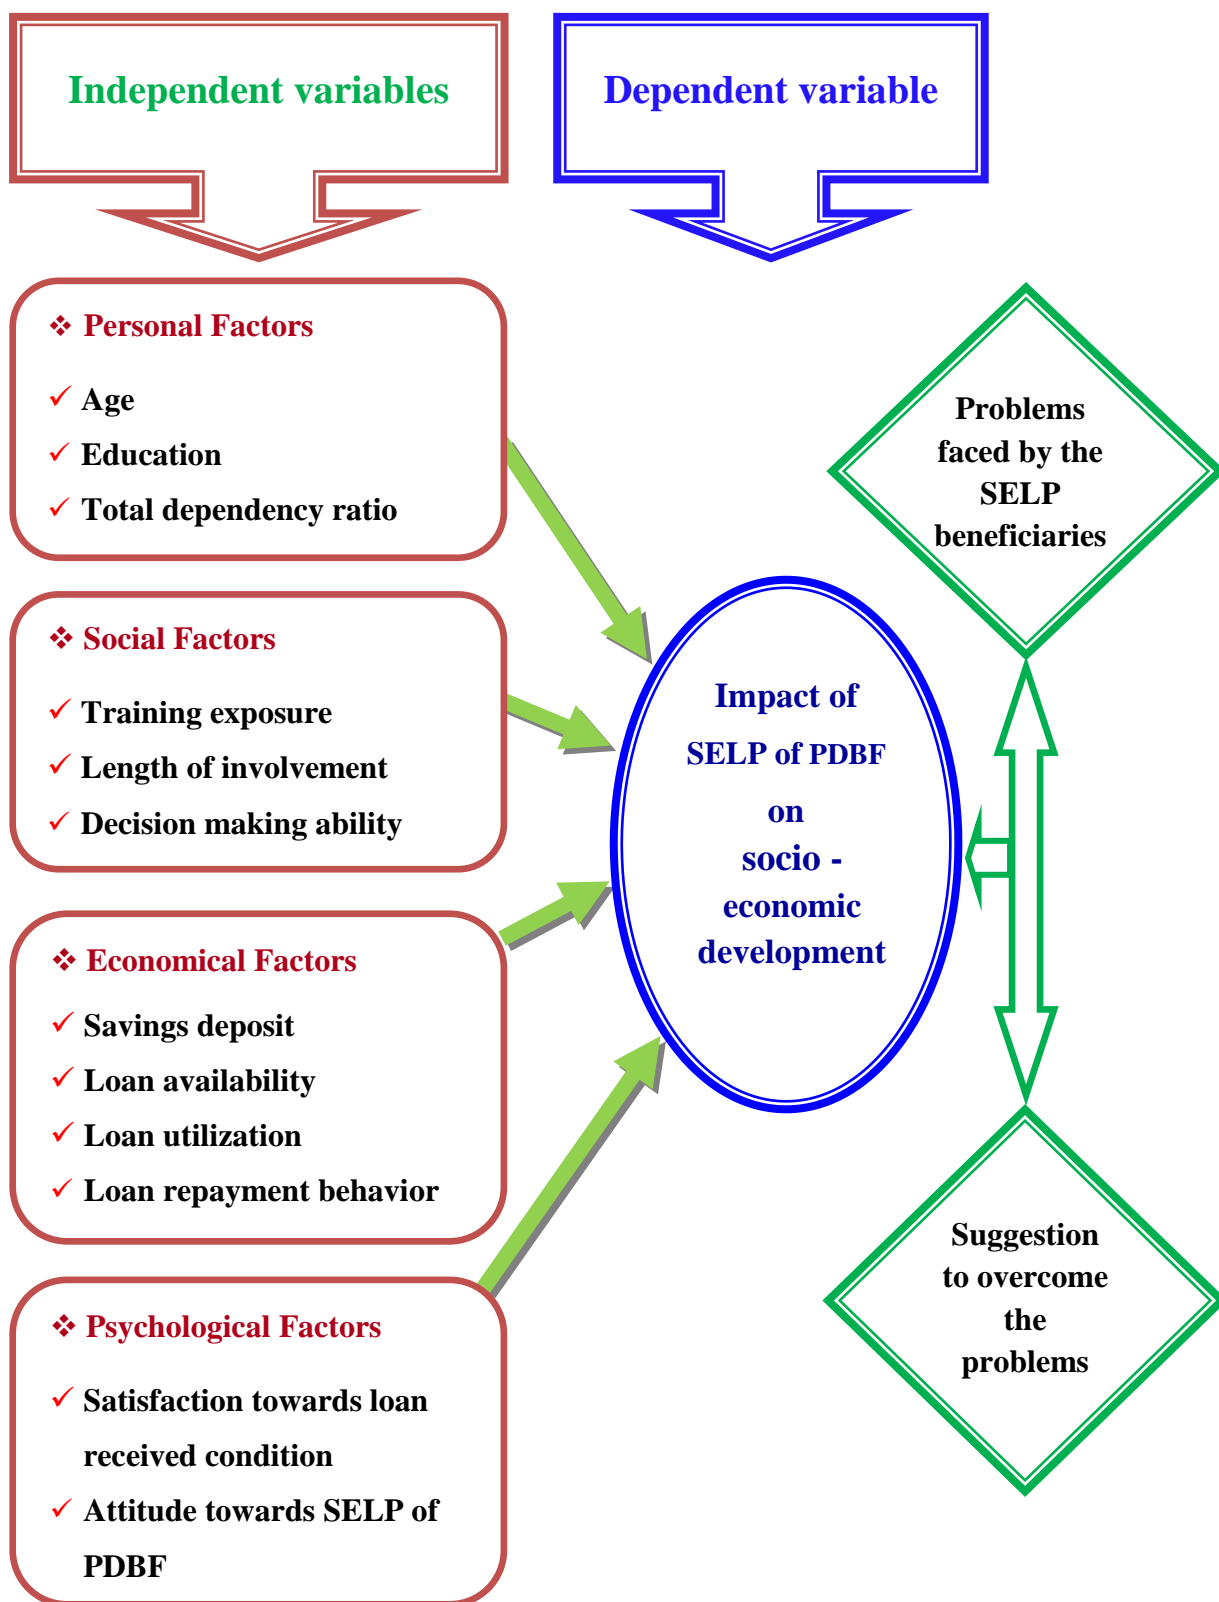 Independent variables
Dependent variable
❖ Personal Factors
✓ Age
✓ Education
✓ Total dependency ratio
❖ Social Factors
✓ Training exposure
✓ Length of involvement
✓ Decision making ability
❖ Economical Factors
✓ Savings deposit
✓ Loan availability
✓ Loan utilization
✓ Loan repayment behavior
❖ Psychological Factors
✓ Satisfaction towards loan
received condition
✓ Attitude towards SELP of
PDBF
Impact of
SELP of PDBF
on
socio -
economic
development
Problems
faced by the
SELP
beneficiaries
Suggestion
to overcome
the
problems